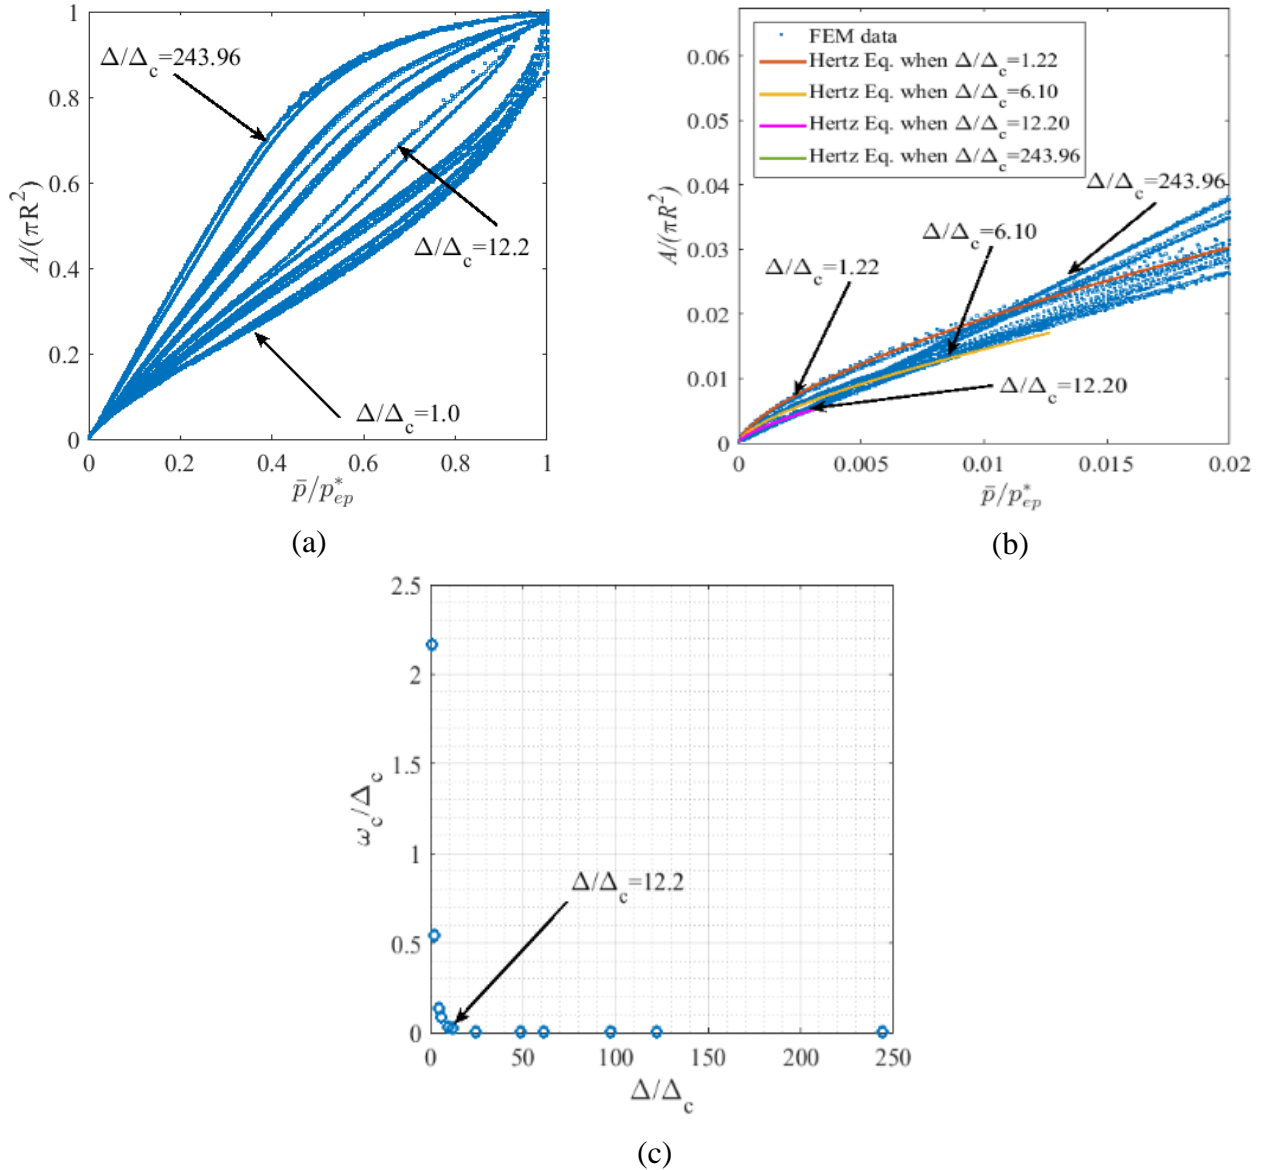 1
0.8
0.6
0.4
0.2
0
A/(πR²)
Δ/Δc=243.96
Δ/Δc=12.2
Δ/Δc=1.0
0 0.2 0.4 0.6 0.8 1
p̄/p*ep
(a)
0.06
0.05
0.04
0.03
0.02
0.01
0
A/(πR²)
FEM data
Hertz Eq. when Δ/Δc=1.22
Hertz Eq. when Δ/Δc=6.10
Hertz Eq. when Δ/Δc=12.20
Hertz Eq. when Δ/Δc=243.96
Δ/Δc=243.96
Δ/Δc=6.10
Δ/Δc=1.22
Δ/Δc=12.20
0 0.005 0.01 0.015 0.02
p̄/p*ep
(b)
2.5
2
1.5
1
0.5
0
ωc/Δc
Δ/Δc=12.2
0 50 100 150 200 250
Δ/Δc
(c)